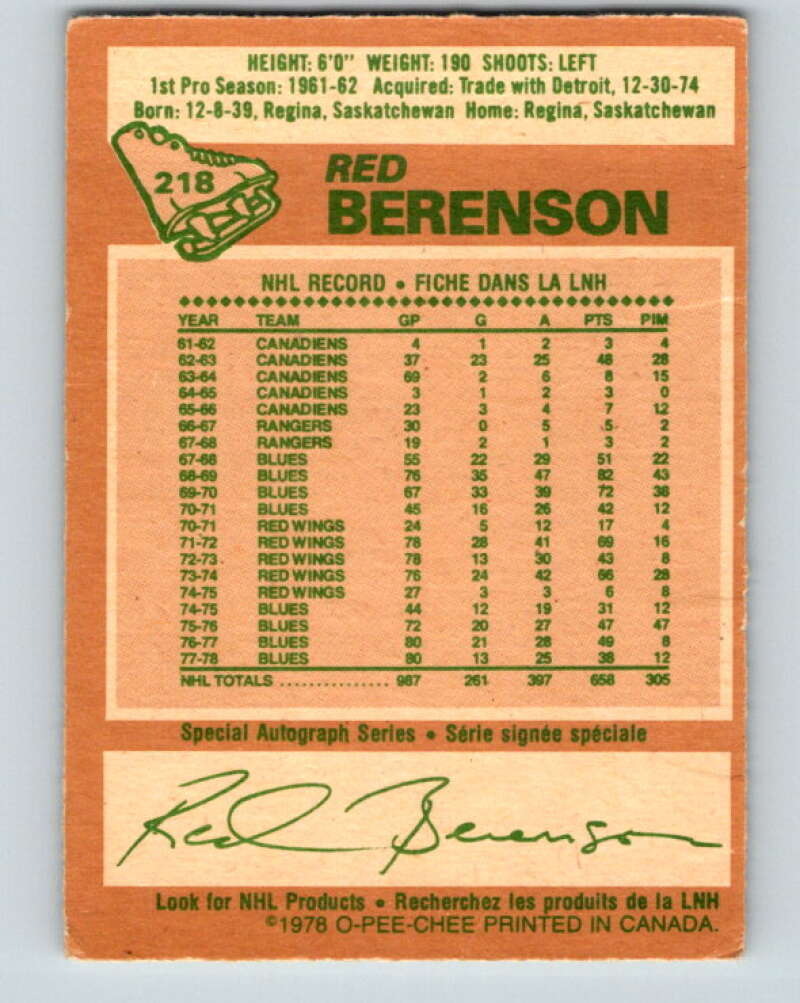 HEIGHT: 6'0" WEIGHT: 190 SHOOTS: LEFT
1st Pro Season: 1961-62 Acquired: Trade with Detroit, 12-30-74
Born: 12-8-39, Regina, Saskatchewan Home: Regina, Saskatchewan
218
RED
BERENSON
NHL RECORD • FICHE DANS LA LNH
YEAR TEAM GP G A PTS PIM
61-62 CANADIENS 4 1 2 3 4
62-63 CANADIENS 37 23 25 48 28
63-64 CANADIENS 69 2 6 8 15
64-65 CANADIENS 3 1 2 3 0
65-66 CANADIENS 23 3 4 7 12
66-67 RANGERS 30 0 5 5 2
67-68 RANGERS 19 2 1 3 2
67-68 BLUES 55 22 29 51 22
68-69 BLUES 76 35 47 82 43
69-70 BLUES 67 33 39 72 38
70-71 BLUES 45 16 26 42 12
70-71 RED WINGS 24 5 12 17 4
71-72 RED WINGS 78 28 41 69 16
72-73 RED WINGS 78 13 30 43 8
73-74 RED WINGS 76 24 42 66 28
74-75 RED WINGS 27 3 3 6 8
74-75 BLUES 44 12 19 31 12
75-76 BLUES 72 20 27 47 47
76-77 BLUES 80 21 28 49 8
77-78 BLUES 80 13 25 38 12
NHL TOTALS ................ 987 261 397 658 305
Special Autograph Series • Série signée spéciale
Red Berenson
Look for NHL Products • Recherchez les produits de la LNH
©1978 O-PEE-CHEE PRINTED IN CANADA.